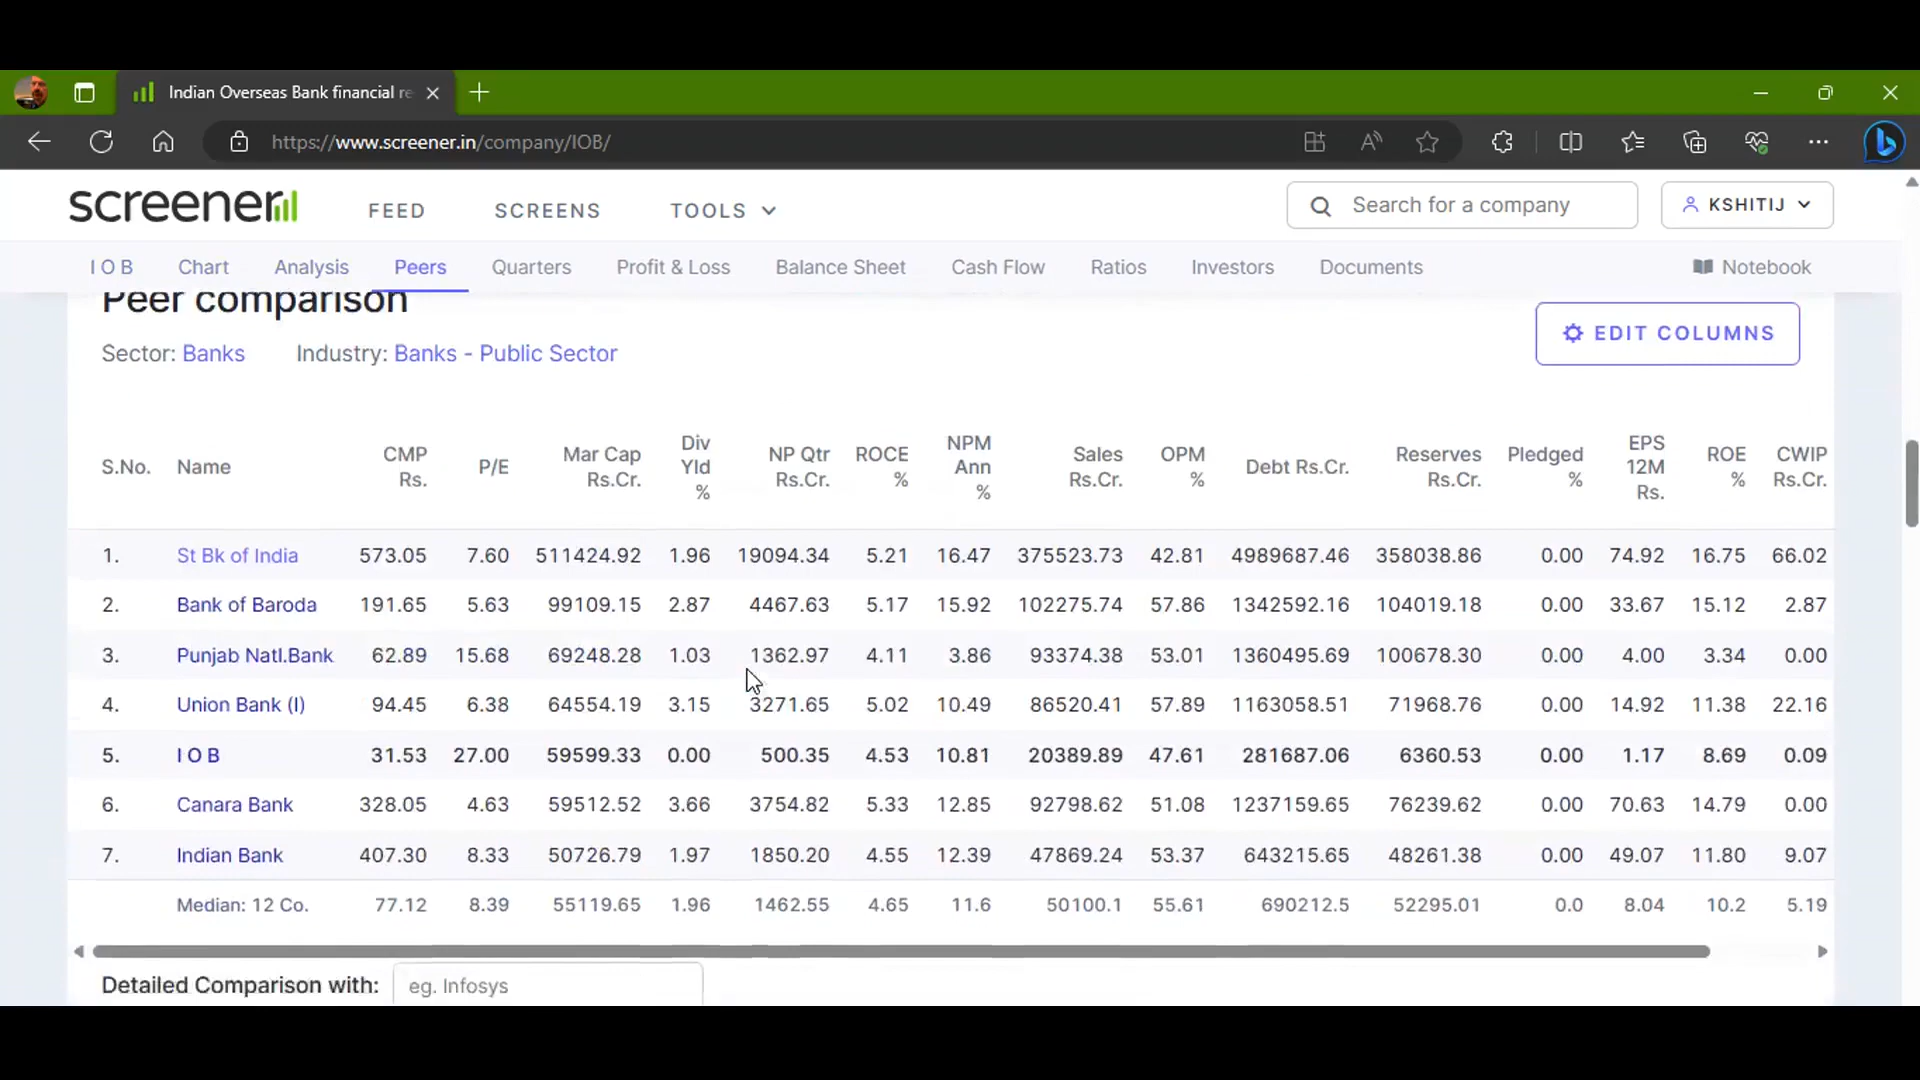 Indian Overseas Bank financial re
https://www.screener.in/company/IOB/
screener FEED SCREENS TOOLS Search for a company KSHITIJ
I O B Chart Analysis Peers Quarters Profit & Loss Balance Sheet Cash Flow Ratios Investors Documents Notebook
Peer comparison
EDIT COLUMNS
Sector: Banks Industry: Banks - Public Sector
S.No. Name CMP Rs. P/E Mar Cap Rs.Cr. Div Yld % NP Qtr Rs.Cr. ROCE % NPM Ann % Sales Rs.Cr. OPM % Debt Rs.Cr. Reserves Rs.Cr. Pledged % EPS 12M Rs. ROE % CWIP Rs.Cr.
1. St Bk of India 573.05 7.60 511424.92 1.96 19094.34 5.21 16.47 375523.73 42.81 4989687.46 358038.86 0.00 74.92 16.75 66.02
2. Bank of Baroda 191.65 5.63 99109.15 2.87 4467.63 5.17 15.92 102275.74 57.86 1342592.16 104019.18 0.00 33.67 15.12 2.87
3. Punjab Natl.Bank 62.89 15.68 69248.28 1.03 1362.97 4.11 3.86 93374.38 53.01 1360495.69 100678.30 0.00 4.00 3.34 0.00
4. Union Bank (I) 94.45 6.38 64554.19 3.15 3271.65 5.02 10.49 86520.41 57.89 1163058.51 71968.76 0.00 14.92 11.38 22.16
5. I O B 31.53 27.00 59599.33 0.00 500.35 4.53 10.81 20389.89 47.61 281687.06 6360.53 0.00 1.17 8.69 0.09
6. Canara Bank 328.05 4.63 59512.52 3.66 3754.82 5.33 12.85 92798.62 51.08 1237159.65 76239.62 0.00 70.63 14.79 0.00
7. Indian Bank 407.30 8.33 50726.79 1.97 1850.20 4.55 12.39 47869.24 53.37 643215.65 48261.38 0.00 49.07 11.80 9.07
Median: 12 Co. 77.12 8.39 55119.65 1.96 1462.55 4.65 11.6 50100.1 55.61 690212.5 52295.01 0.0 8.04 10.2 5.19
Detailed Comparison with: eg. Infosys